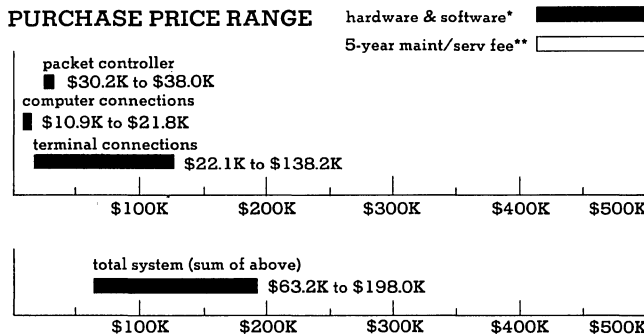 PURCHASE PRICE RANGE
hardware & software*
5-year maint/serv fee**
packet controller
$30.2K to $38.0K
computer connections
$10.9K to $21.8K
terminal connections
$22.1K to $138.2K
$100K $200K $300K $400K $500K
total system (sum of above)
$63.2K to $198.0K
$100K $200K $300K $400K $500K